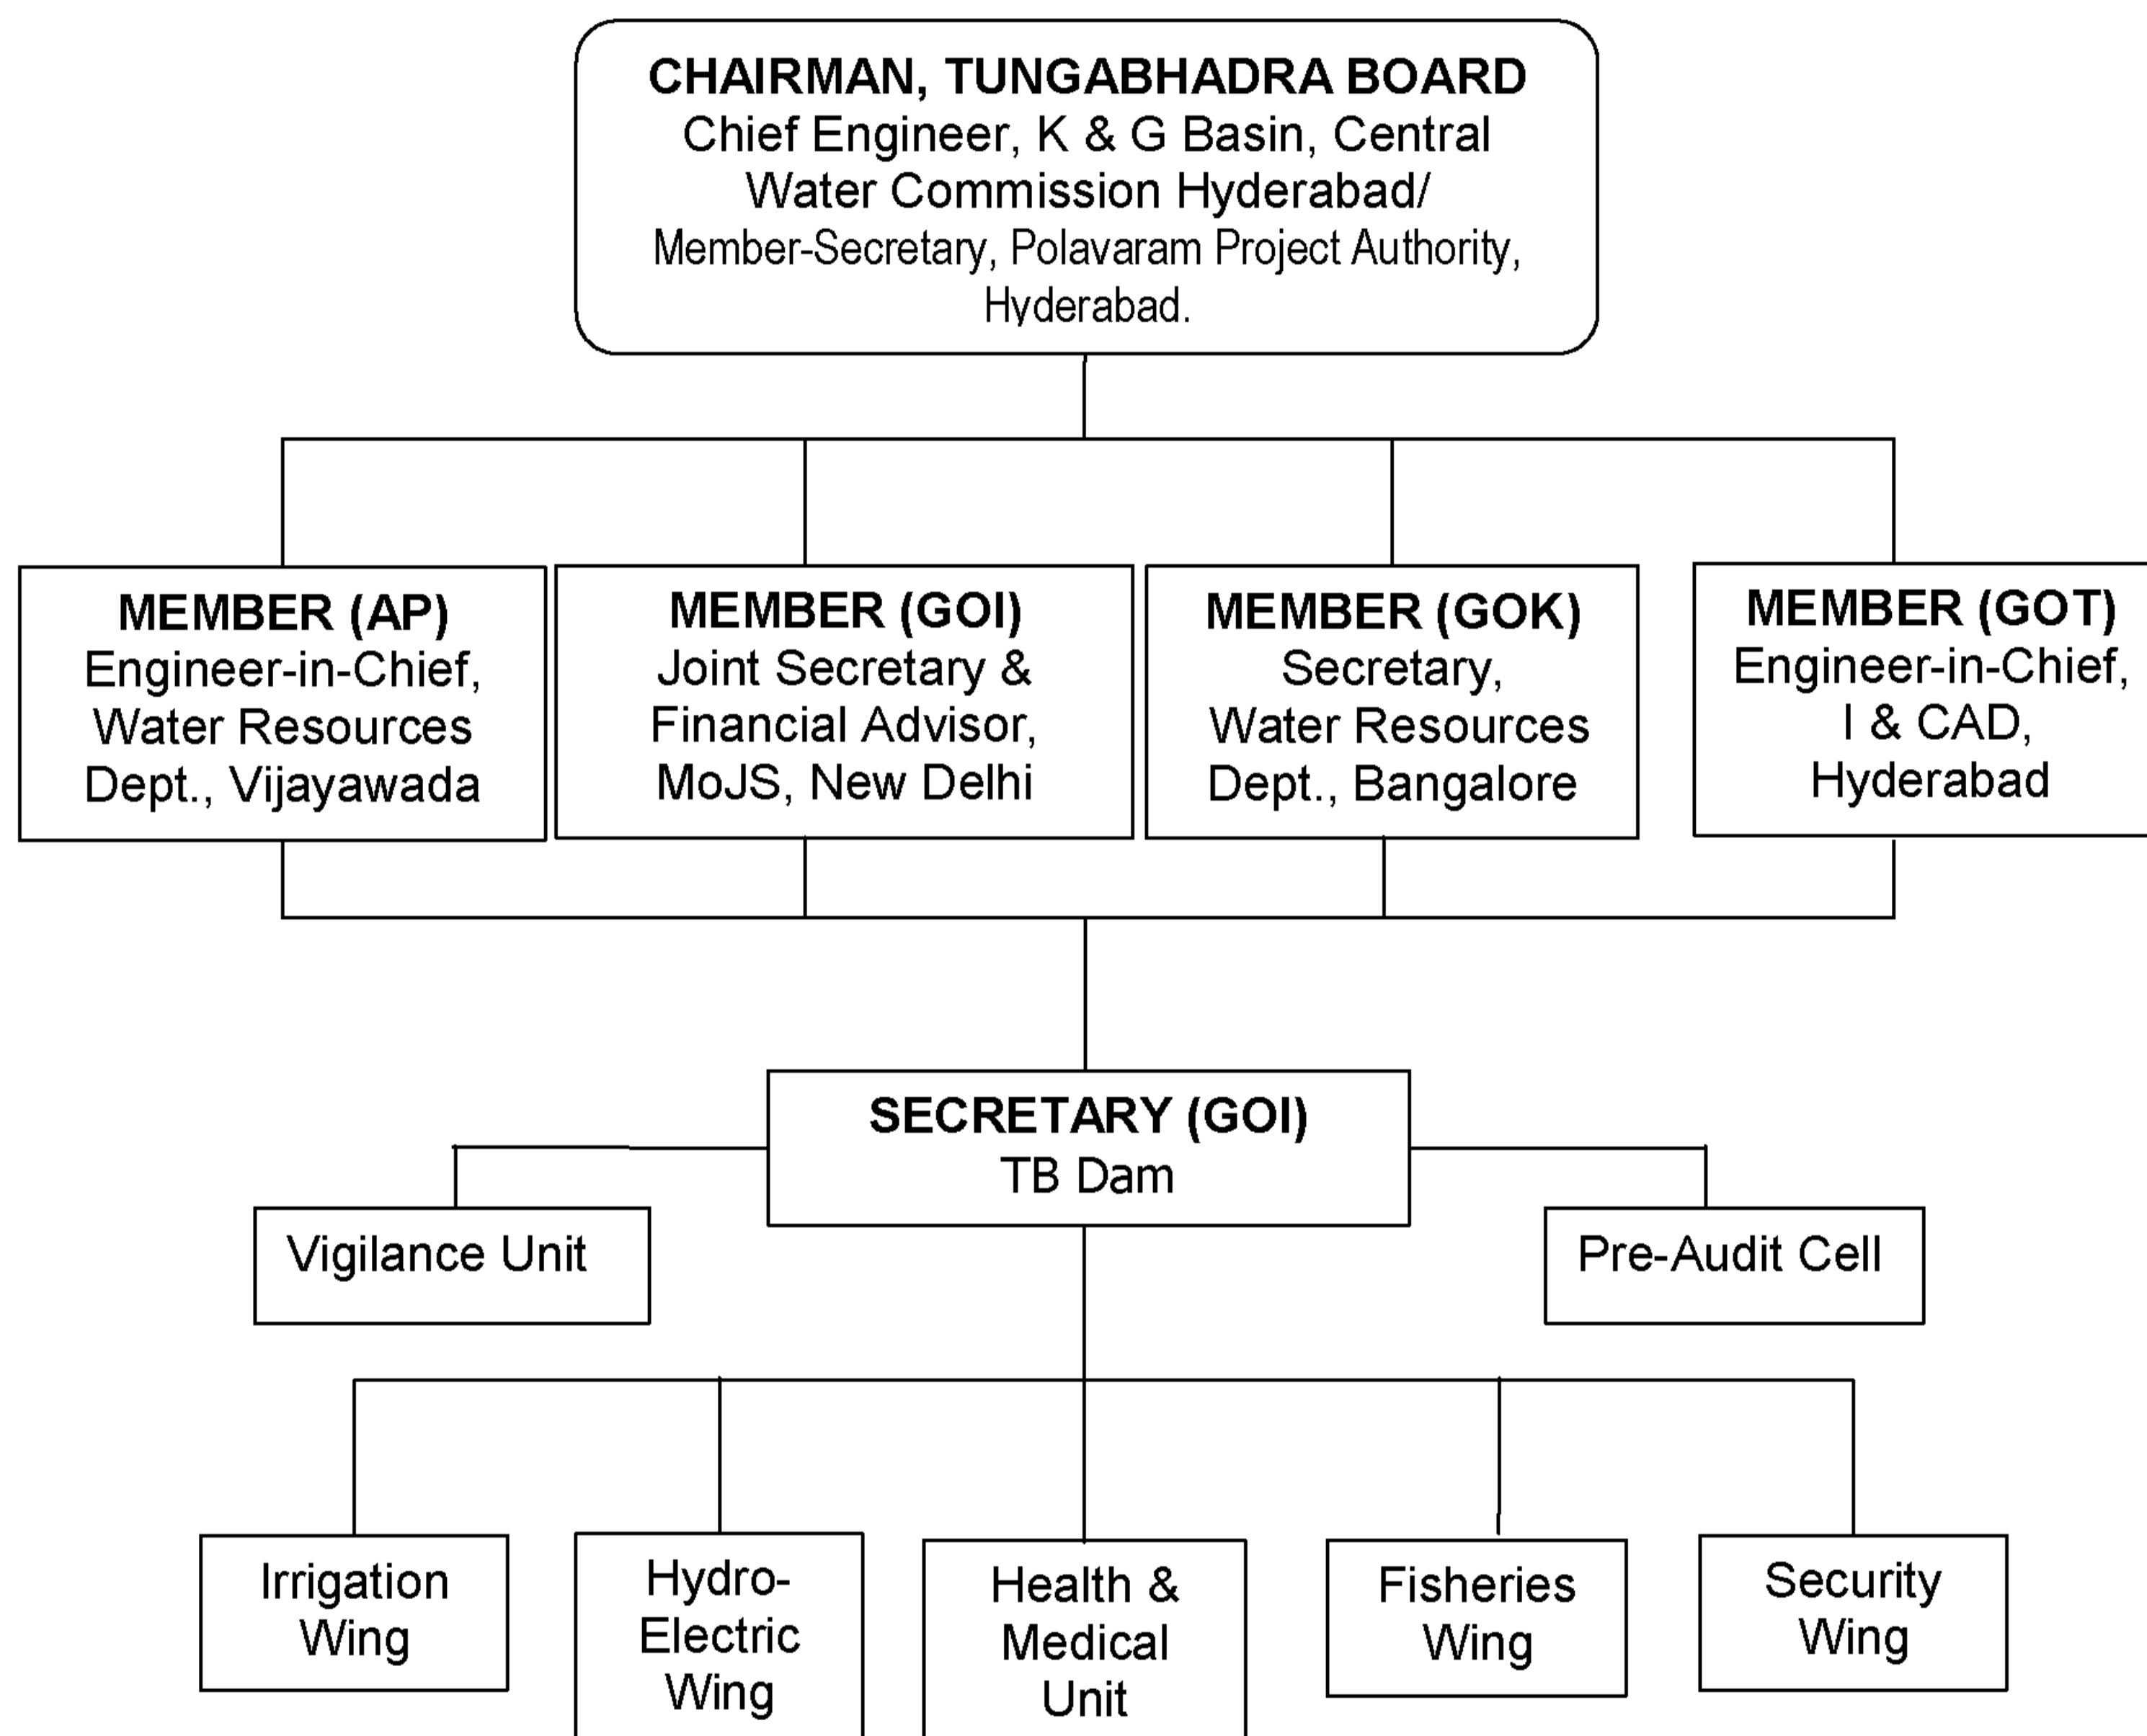 CHAIRMAN, TUNGABHADRA BOARD
Chief Engineer, K & G Basin, Central
Water Commission Hyderabad/
Member-Secretary, Polavaram Project Authority,
Hyderabad.
MEMBER (AP)
Engineer-in-Chief,
Water Resources
Dept., Vijayawada
MEMBER (GOI)
Joint Secretary &
Financial Advisor,
MoJS, New Delhi
MEMBER (GOK)
Secretary,
Water Resources
Dept., Bangalore
MEMBER (GOT)
Engineer-in-Chief,
I & CAD,
Hyderabad
SECRETARY (GOI)
TB Dam
Vigilance Unit
Pre-Audit Cell
Irrigation
Wing
Hydro-
Electric
Wing
Health &
Medical
Unit
Fisheries
Wing
Security
Wing